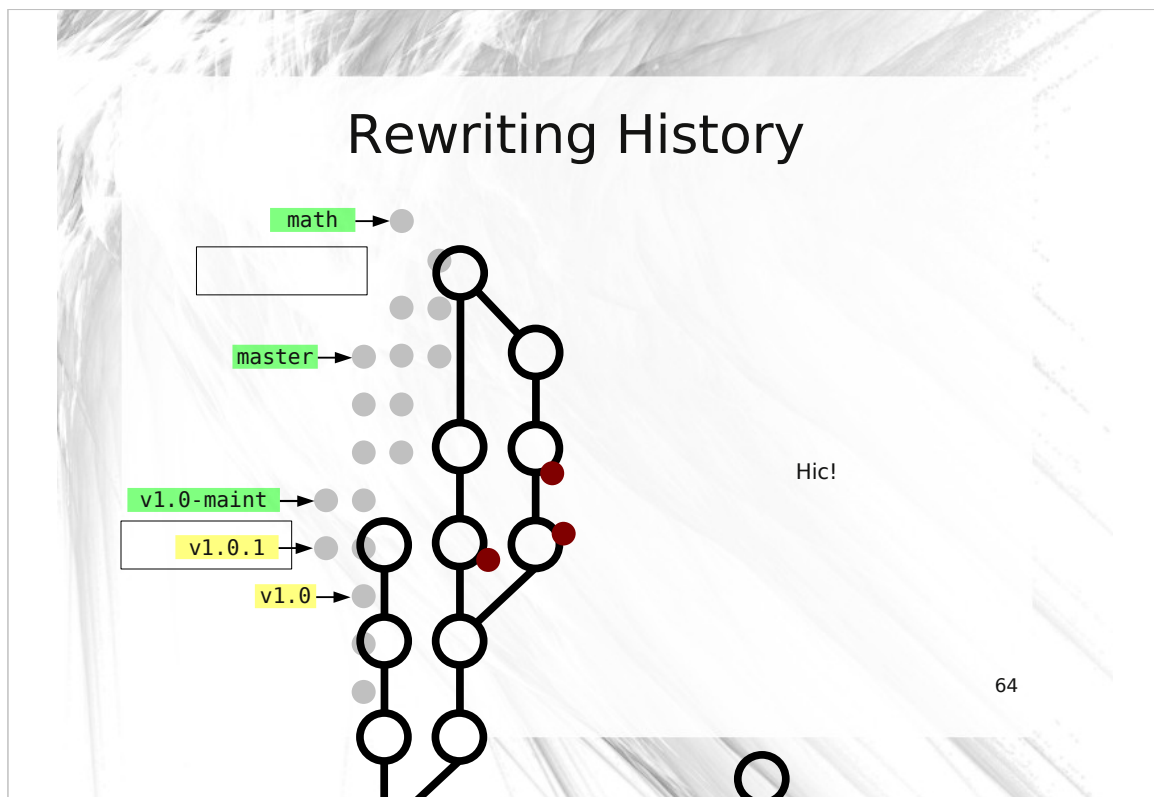 Rewriting History
math
master
Hic!
v1.0-maint
v1.0.1
v1.0
64